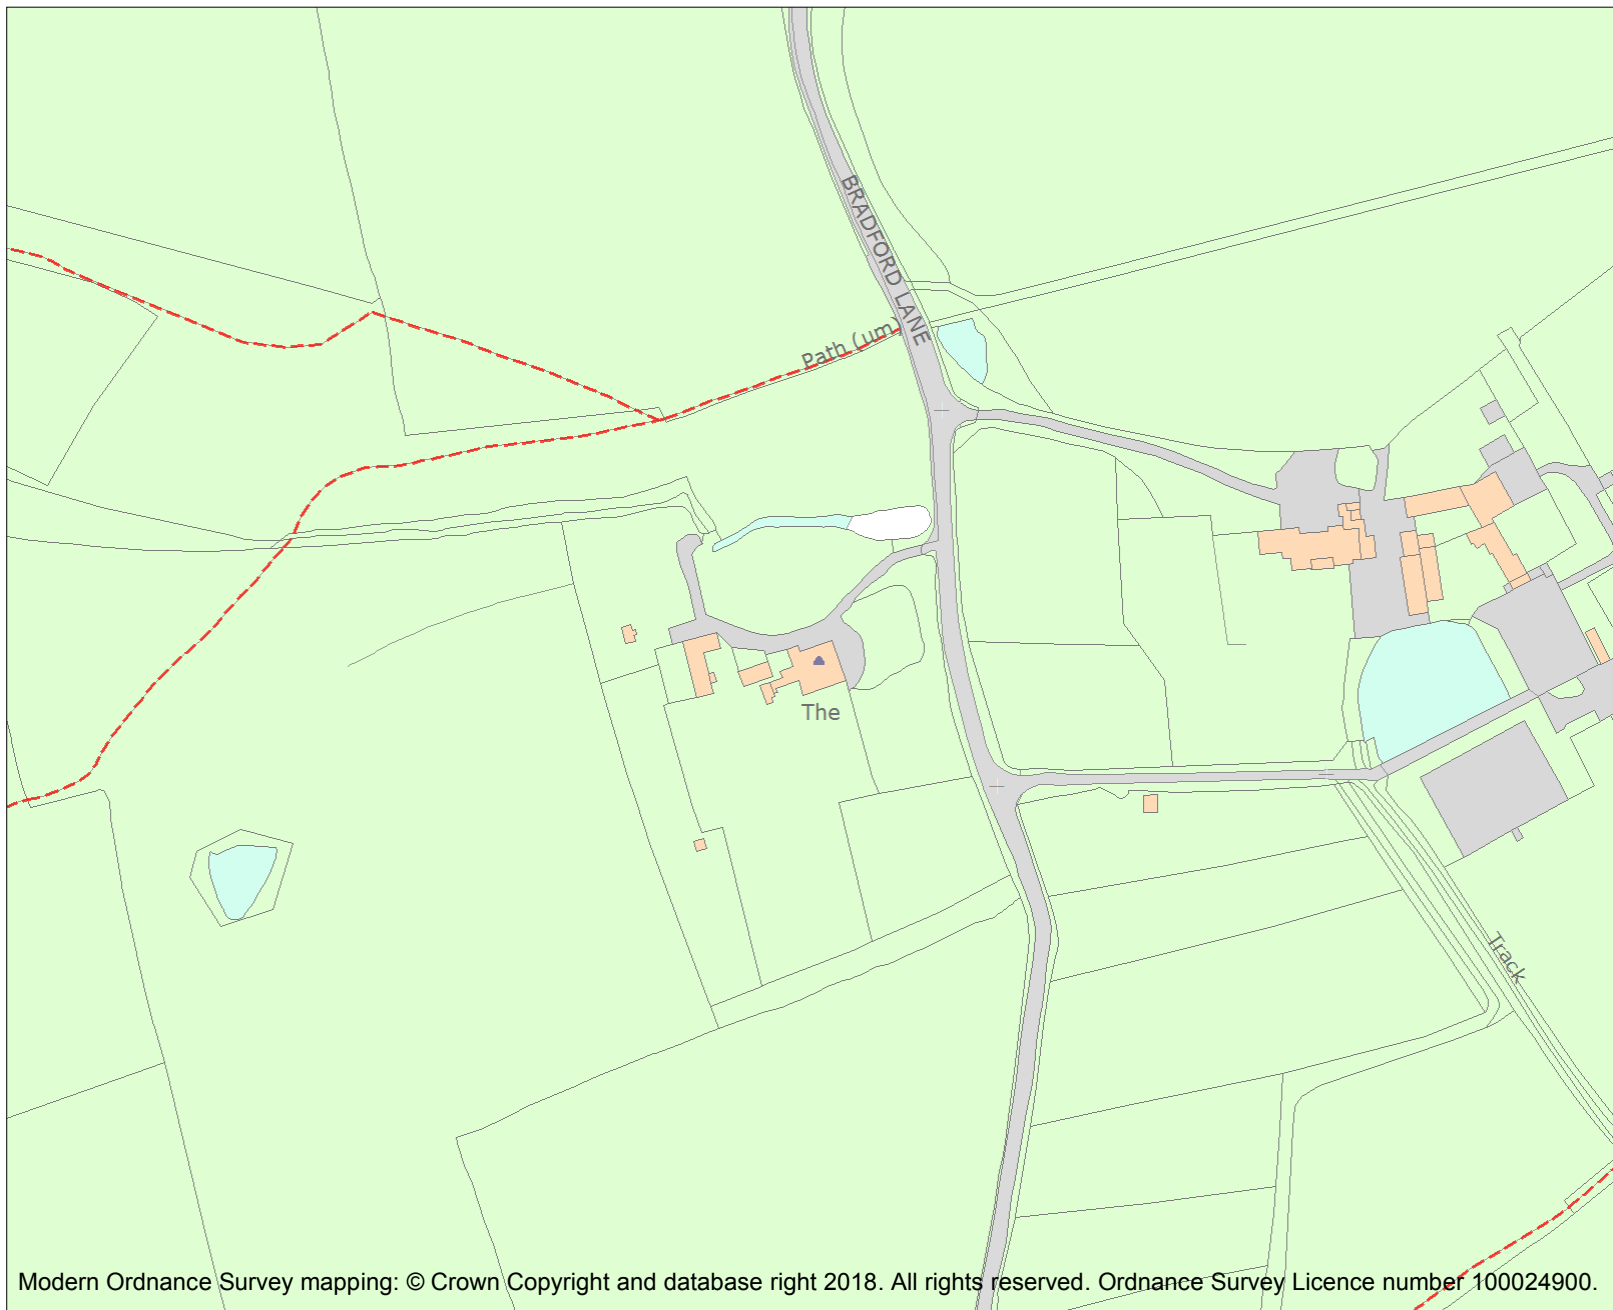 BRADFORD LANE
Path (um)
The
Track
Modern Ordnance Survey mapping: © Crown Copyright and database right 2018. All rights reserved. Ordnance Survey Licence number 100024900.